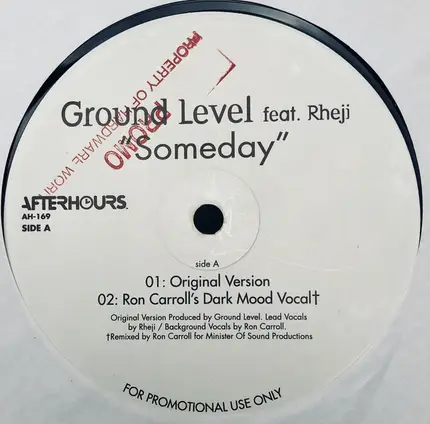 PROPERTY OF
PROMO
Ground Level feat. Rheji
"Someday"
AFTERHOURS
AH-169
SIDE A
side A
01: Original Version
02: Ron Carroll's Dark Mood Vocal†
Original Version Produced by Ground Level. Lead Vocals
by Rheji / Background Vocals by Ron Carroll.
†Remixed by Ron Carroll for Minister Of Sound Productions
FOR PROMOTIONAL USE ONLY